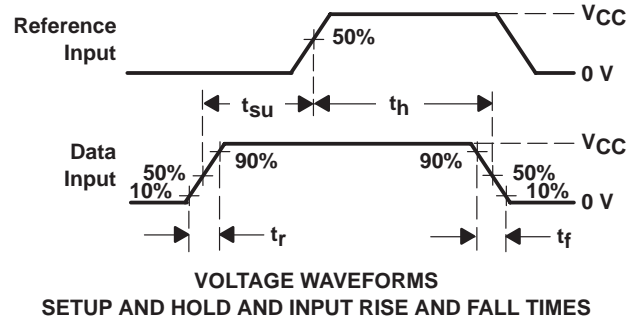 Reference
Input
50%
VCC
0 V
tsu
th
Data
Input
50%
10%
90%
90%
VCC
50%
10%
0 V
tr
tf
VOLTAGE WAVEFORMS
SETUP AND HOLD AND INPUT RISE AND FALL TIMES